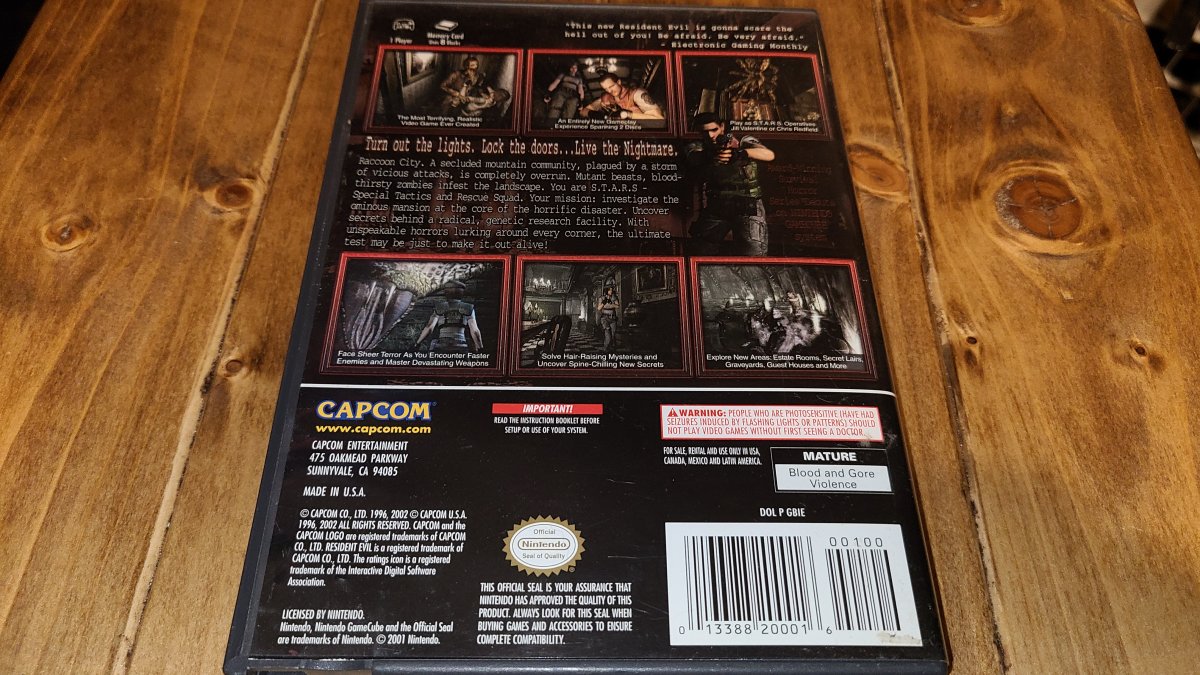 "This new Resident Evil is gonna scare the
hell out of you! Be afraid. Be very afraid."
- Electronic Gaming Monthly
1 Player
Memory Card
8 Blocks
The Most Terrifying, Realistic
Video Game Ever Created
An Entirely New Gameplay
Experience Spanning 2 Discs
Play as S.T.A.R.S. Operatives
Jill Valentine or Chris Redfield
Turn out the lights. Lock the doors...Live the Nightmare.
Raccoon City. A secluded mountain community, plagued by a storm
of vicious attacks, is completely overrun. Mutant beasts, blood-
thirsty zombies infest the landscape. You are S.T.A.R.S -
Special Tactics and Rescue Squad. Your mission: investigate the
ominous mansion at the core of the horrific disaster. Uncover
secrets behind a radical, genetic research facility. With
unspeakable horrors lurking around every corner, the ultimate
test may be just to make it out alive!
Face Sheer Terror As You Encounter Faster
Enemies and Master Devastating Weapons
Solve Hair-Raising Mysteries and
Uncover Spine-Chilling New Secrets
Explore New Areas: Estate Rooms, Secret Lairs,
Graveyards, Guest Houses and More
CAPCOM
www.capcom.com
CAPCOM ENTERTAINMENT
475 OAKMEAD PARKWAY
SUNNYVALE, CA 94085
MADE IN U.S.A.
© CAPCOM CO., LTD. 1996, 2002 © CAPCOM U.S.A.
1996, 2002 ALL RIGHTS RESERVED. CAPCOM and the
CAPCOM LOGO are registered trademarks of CAPCOM
CO., LTD. RESIDENT EVIL is a registered trademark of
CAPCOM CO., LTD. The ratings icon is a registered
trademark of the Interactive Digital Software
Association.
LICENSED BY NINTENDO.
Nintendo, Nintendo GameCube and the Official Seal
are trademarks of Nintendo. © 2001 Nintendo.
IMPORTANT!
READ THE INSTRUCTION BOOKLET BEFORE
SETUP OR USE OF YOUR SYSTEM.
Official
Nintendo
Seal of Quality
THIS OFFICIAL SEAL IS YOUR ASSURANCE THAT
NINTENDO HAS APPROVED THE QUALITY OF THIS
PRODUCT. ALWAYS LOOK FOR THIS SEAL WHEN
BUYING GAMES AND ACCESSORIES TO ENSURE
COMPLETE COMPATIBILITY.
WARNING: PEOPLE WHO ARE PHOTOSENSITIVE (HAVE HAD
SEIZURES INDUCED BY FLASHING LIGHTS OR PATTERNS) SHOULD
NOT PLAY VIDEO GAMES WITHOUT FIRST SEEING A DOCTOR.
FOR SALE, RENTAL AND USE ONLY IN USA,
CANADA, MEXICO AND LATIN AMERICA.
MATURE
Blood and Gore
Violence
DOL P GBIE
00100
0 13388 20001 6